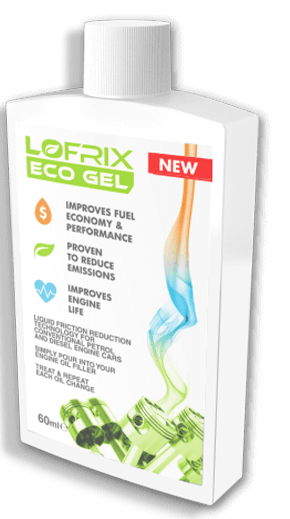 LOFRIX
ECO GEL
NEW
$
IMPROVES FUEL
ECONOMY &
PERFORMANCE
PROVEN
TO REDUCE
EMISSIONS
IMPROVES
ENGINE
LIFE
LIQUID FRICTION REDUCTION
TECHNOLOGY FOR
CONVENTIONAL PETROL
AND DIESEL ENGINE CARS
SIMPLY POUR INTO YOUR
ENGINE OIL FILLER
TREAT & REPEAT
EACH OIL CHANGE
60ml℮